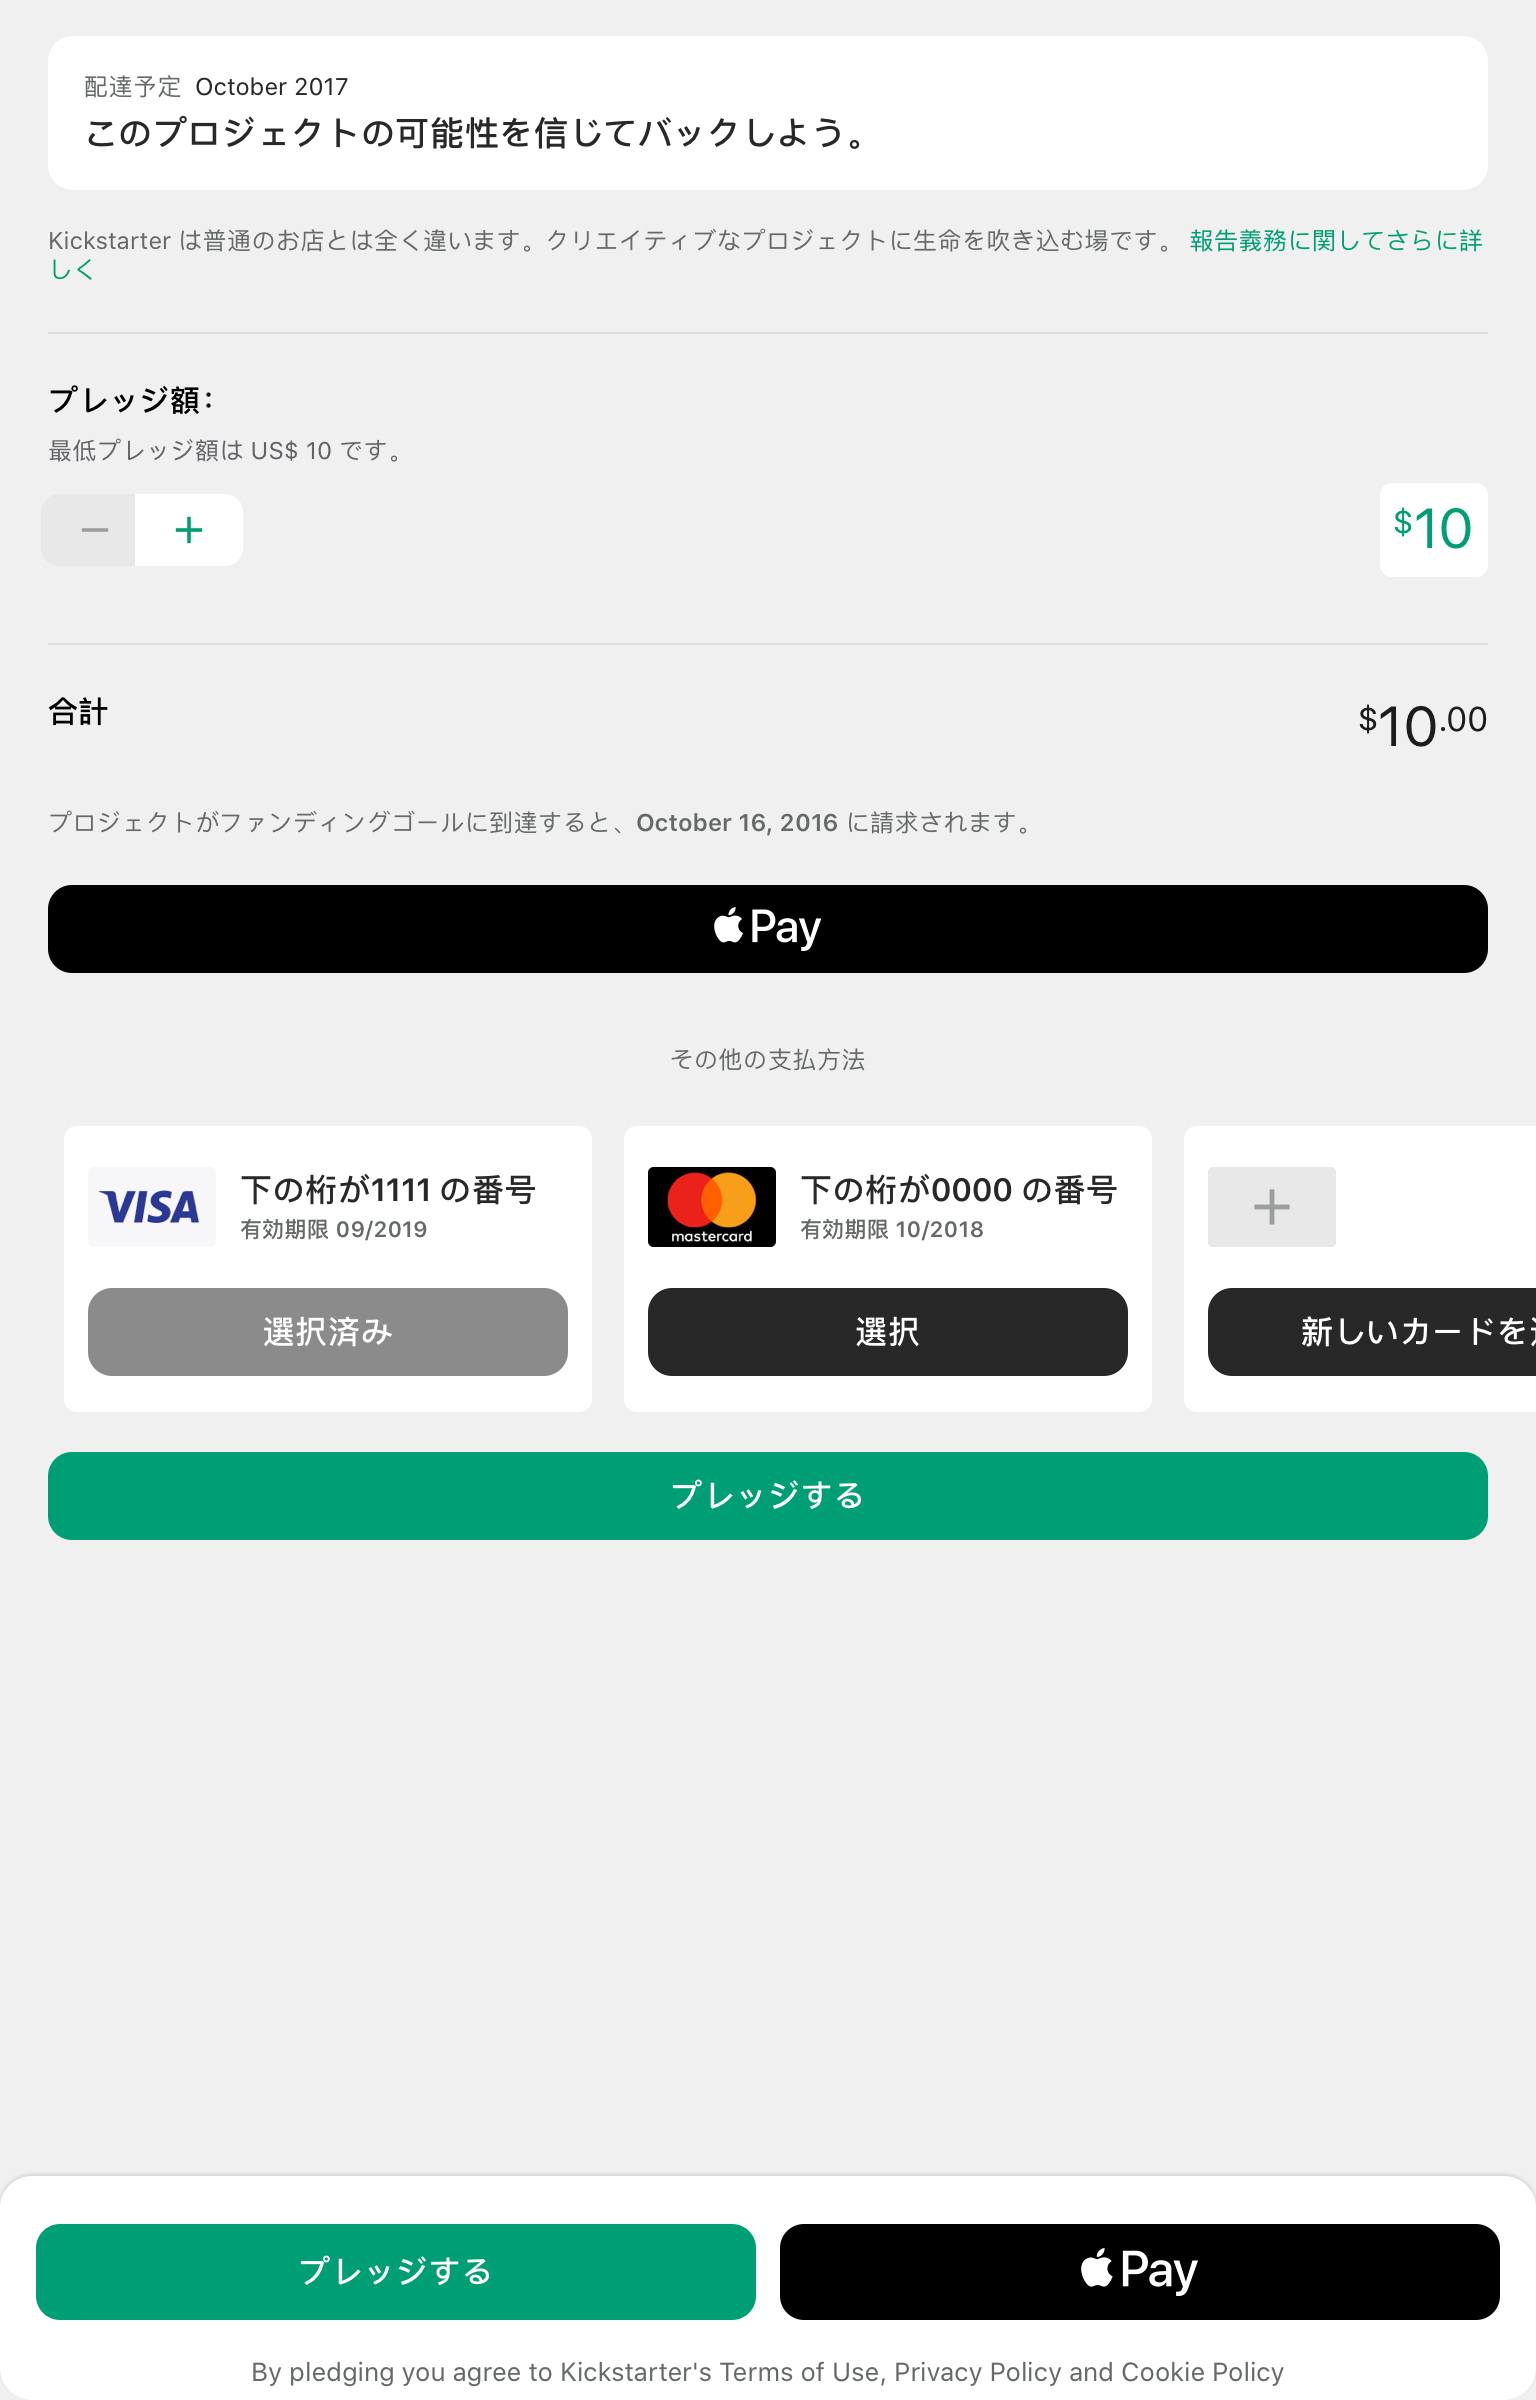 配達予定 October 2017
このプロジェクトの可能性を信じてバックしよう。
Kickstarter は普通のお店とは全く違います。クリエイティブなプロジェクトに生命を吹き込む場です。 報告義務に関してさらに詳
しく
プレッジ額：
最低プレッジ額は US$ 10 です。
− +
$10
合計
$10.00
プロジェクトがファンディングゴールに到達すると、October 16, 2016 に請求されます。
Pay
その他の支払方法
VISA
下の桁が1111 の番号
有効期限 09/2019
選択済み
mastercard
下の桁が0000 の番号
有効期限 10/2018
選択
+
新しいカードを
プレッジする
プレッジする
Pay
By pledging you agree to Kickstarter's Terms of Use, Privacy Policy and Cookie Policy